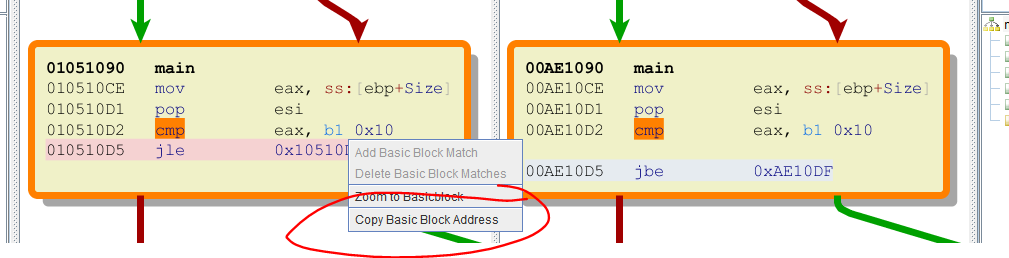 01051090 main
010510CE mov eax, ss:[ebp+Size]
010510D1 pop esi
010510D2 cmp eax, b1 0x10
010510D5 jle 0x10510D
Add Basic Block Match
Delete Basic Block Matches
Zoom to Basicblock
Copy Basic Block Address
00AE1090 main
00AE10CE mov eax, ss:[ebp+Size]
00AE10D1 pop esi
00AE10D2 cmp eax, b1 0x10
00AE10D5 jbe 0xAE10DF